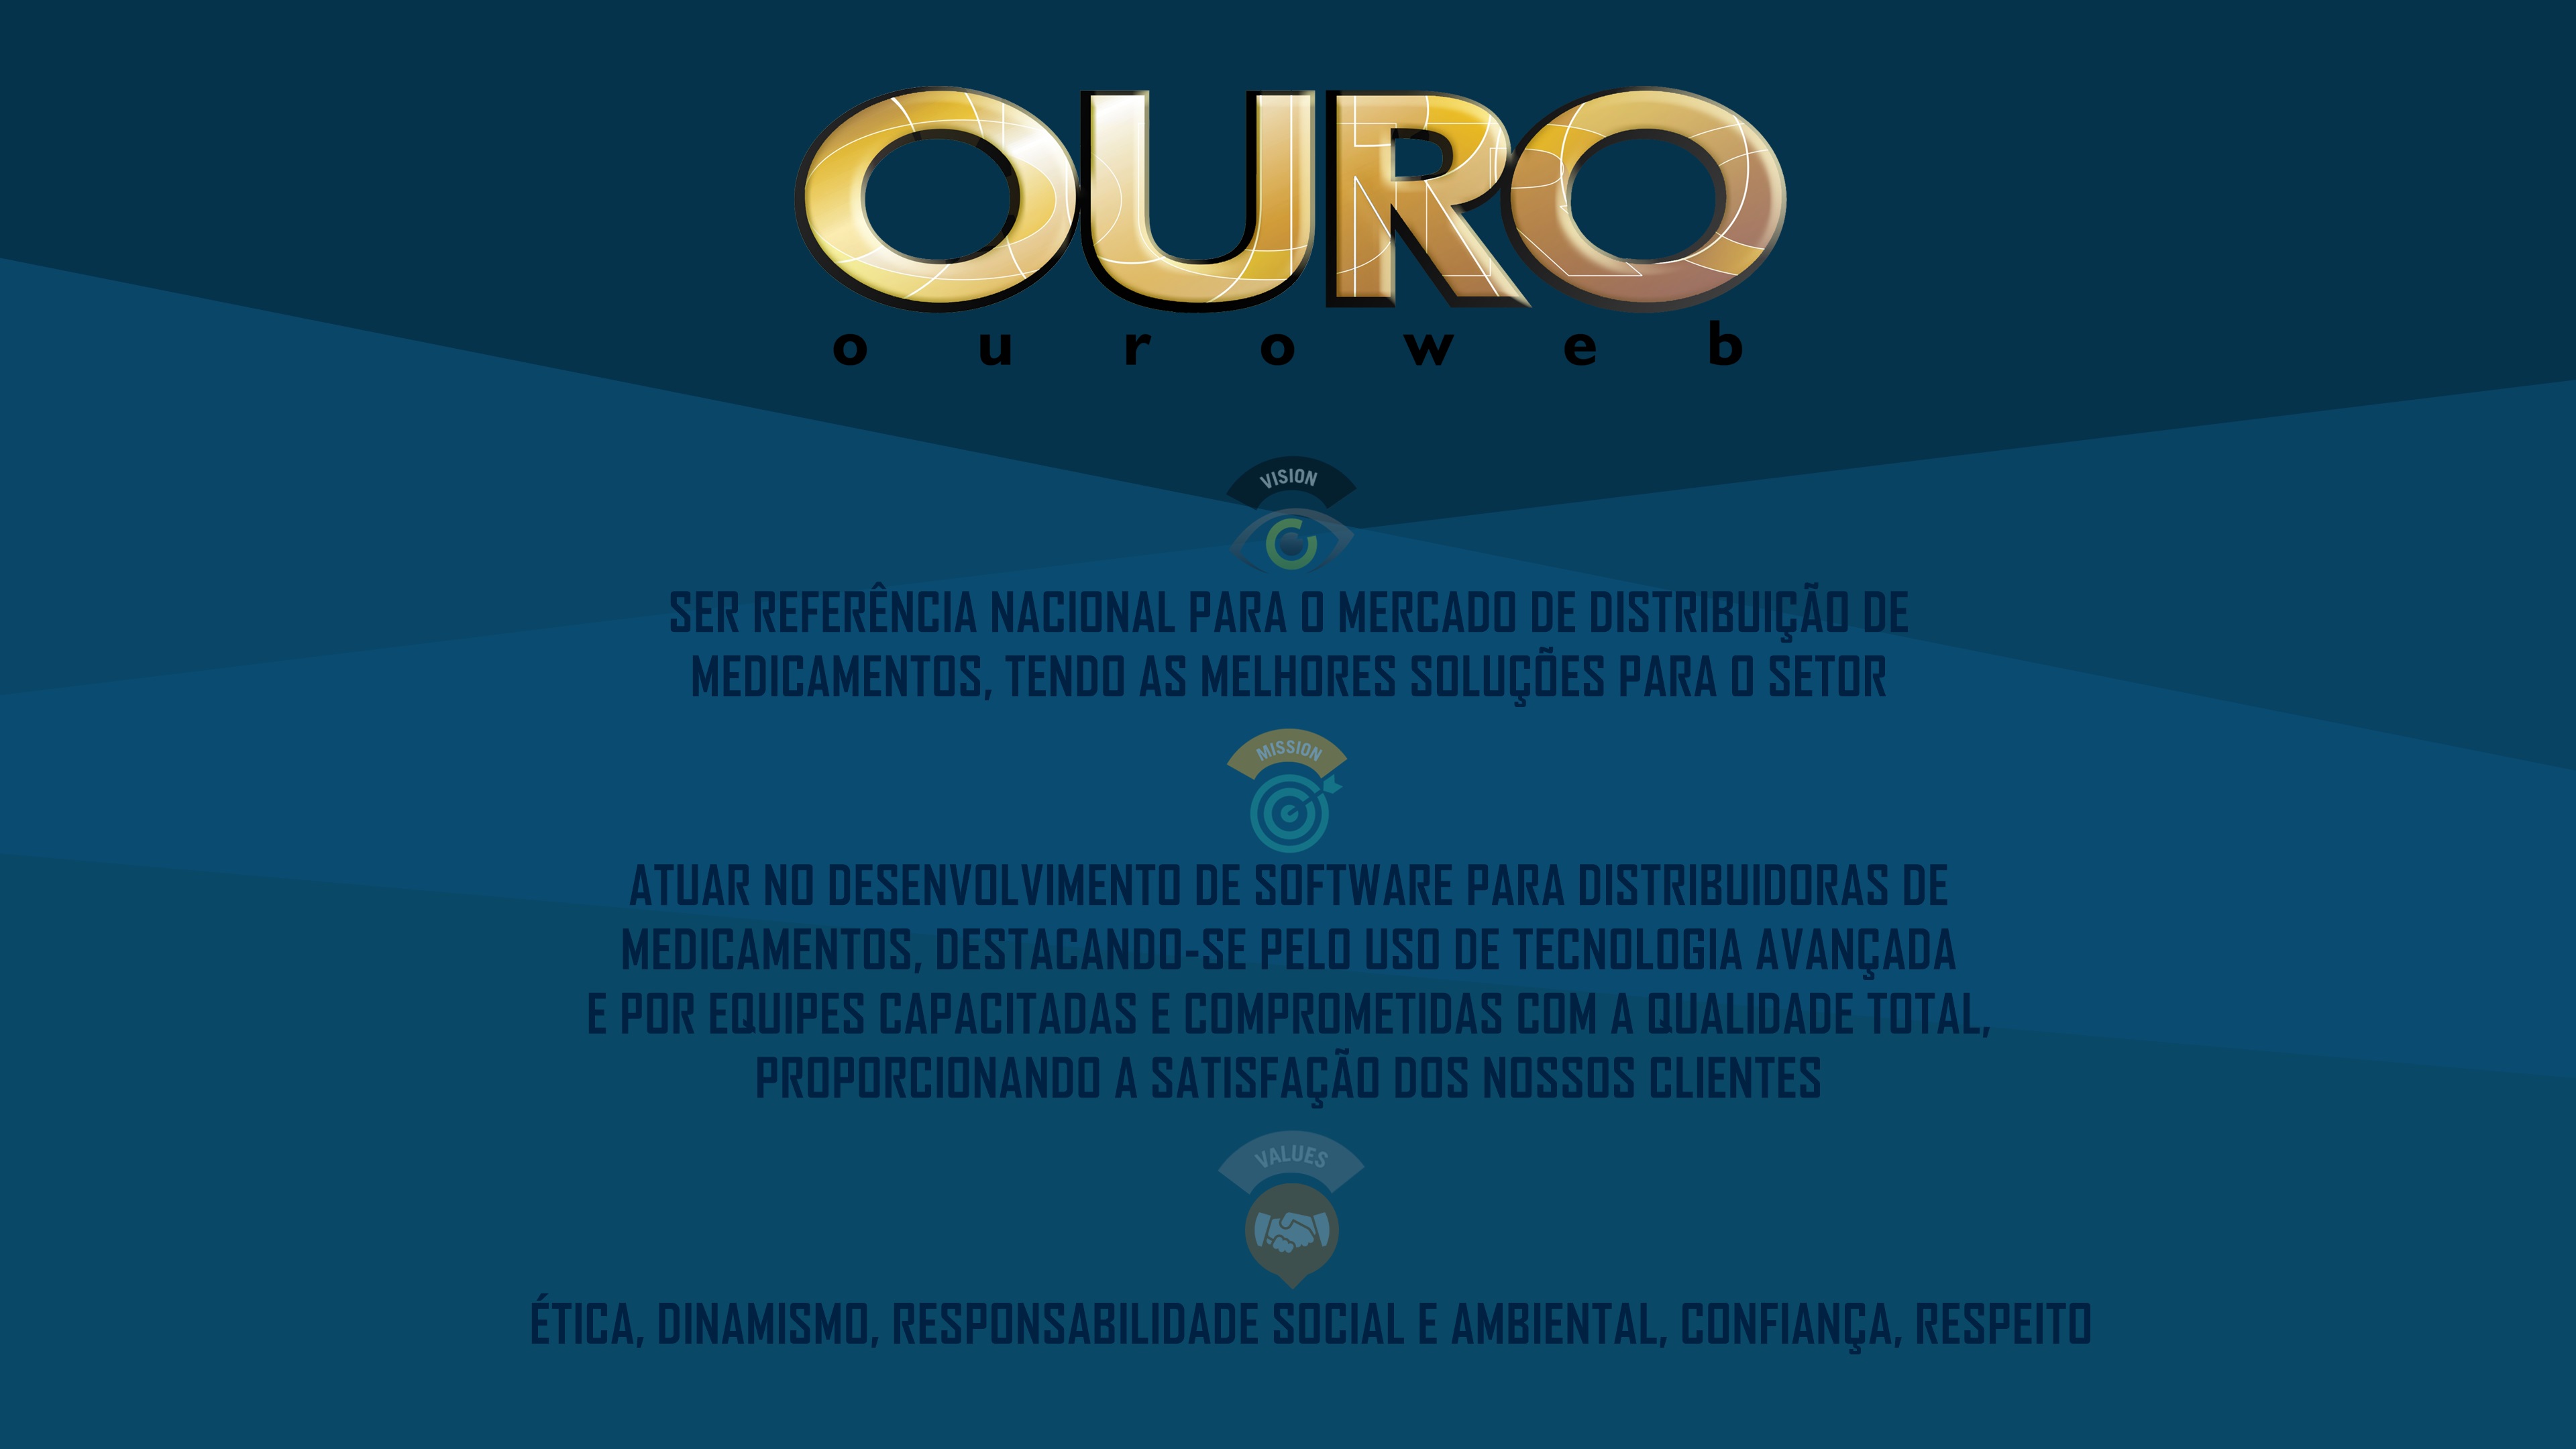 OURO
ouroweb
VISION
SER REFERÊNCIA NACIONAL PARA O MERCADO DE DISTRIBUIÇÃO DE
MEDICAMENTOS, TENDO AS MELHORES SOLUÇÕES PARA O SETOR
MISSION
ATUAR NO DESENVOLVIMENTO DE SOFTWARE PARA DISTRIBUIDORAS DE
MEDICAMENTOS, DESTACANDO-SE PELO USO DE TECNOLOGIA AVANÇADA
E POR EQUIPES CAPACITADAS E COMPROMETIDAS COM A QUALIDADE TOTAL,
PROPORCIONANDO A SATISFAÇÃO DOS NOSSOS CLIENTES
VALUES
ÉTICA, DINAMISMO, RESPONSABILIDADE SOCIAL E AMBIENTAL, CONFIANÇA, RESPEITO